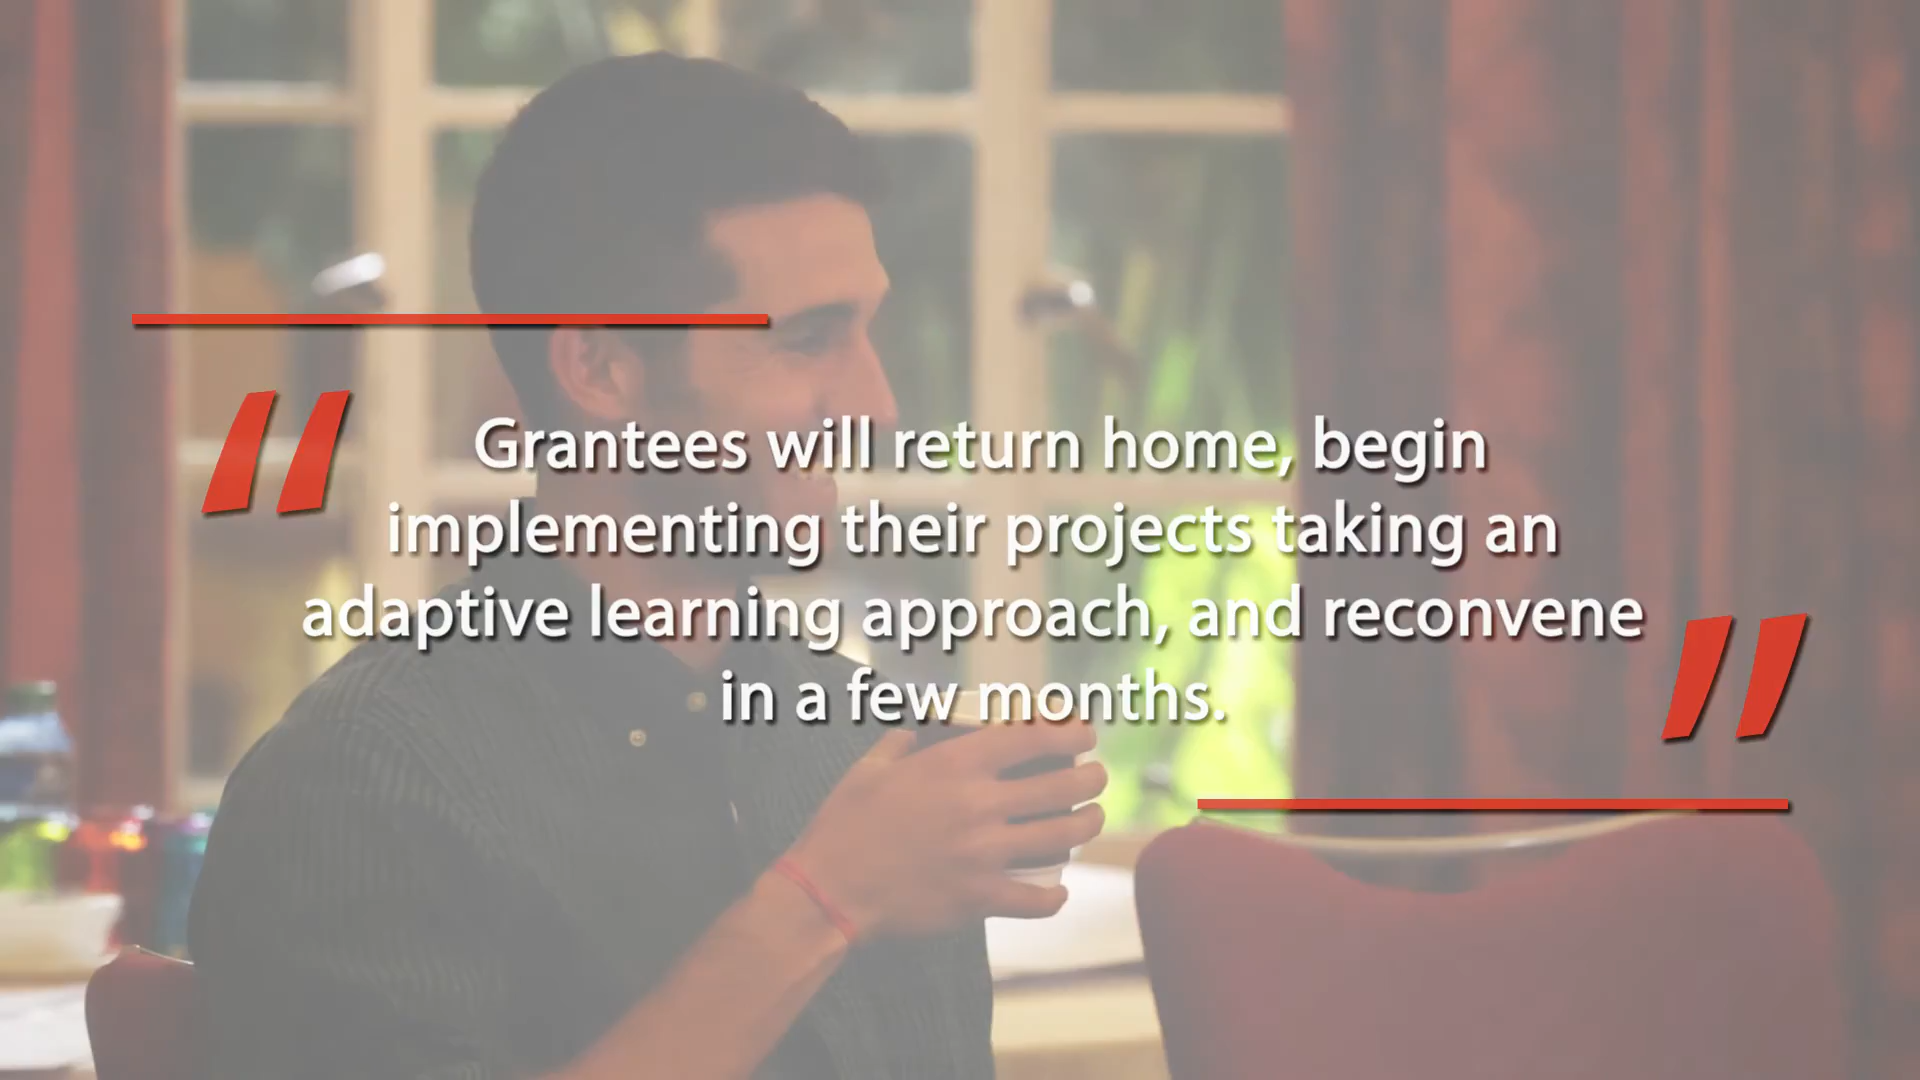 “Grantees will return home, begin
implementing their projects taking an
adaptive learning approach, and reconvene
in a few months.”